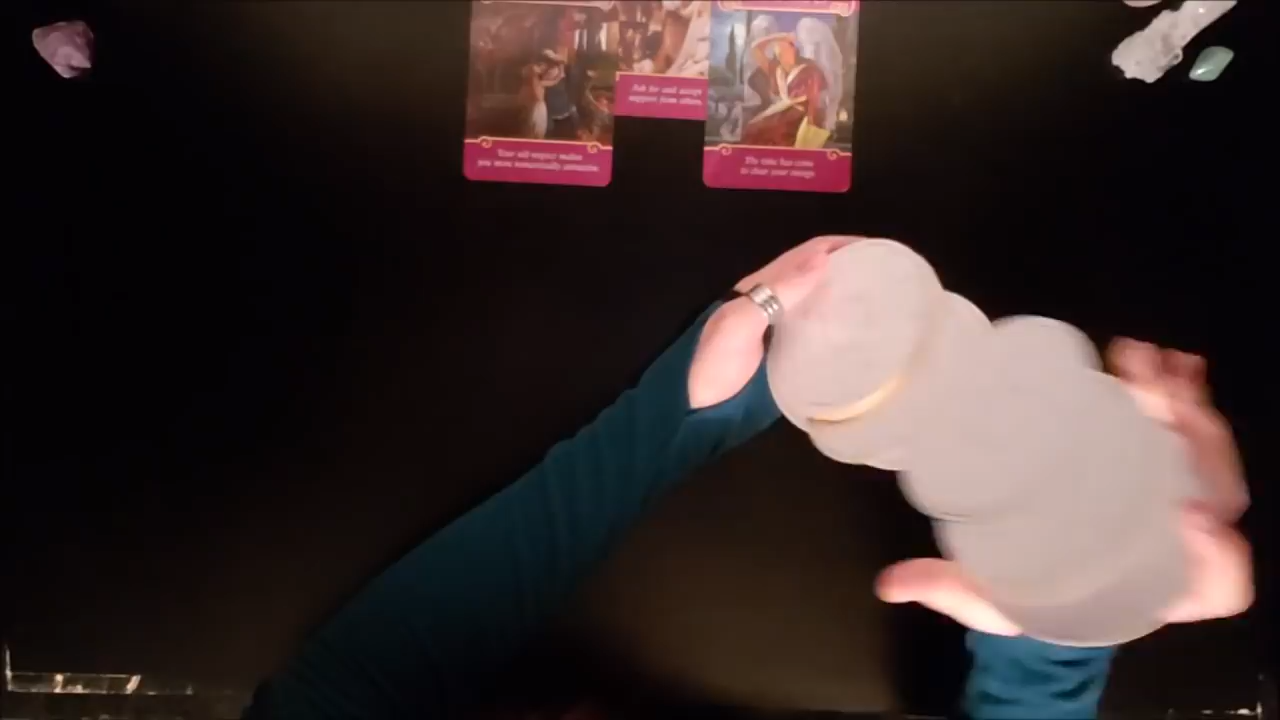 Your self-respect makes
you more romantically attractive.
Ask for and accept
support from others.
The time has come
to clear your energy.